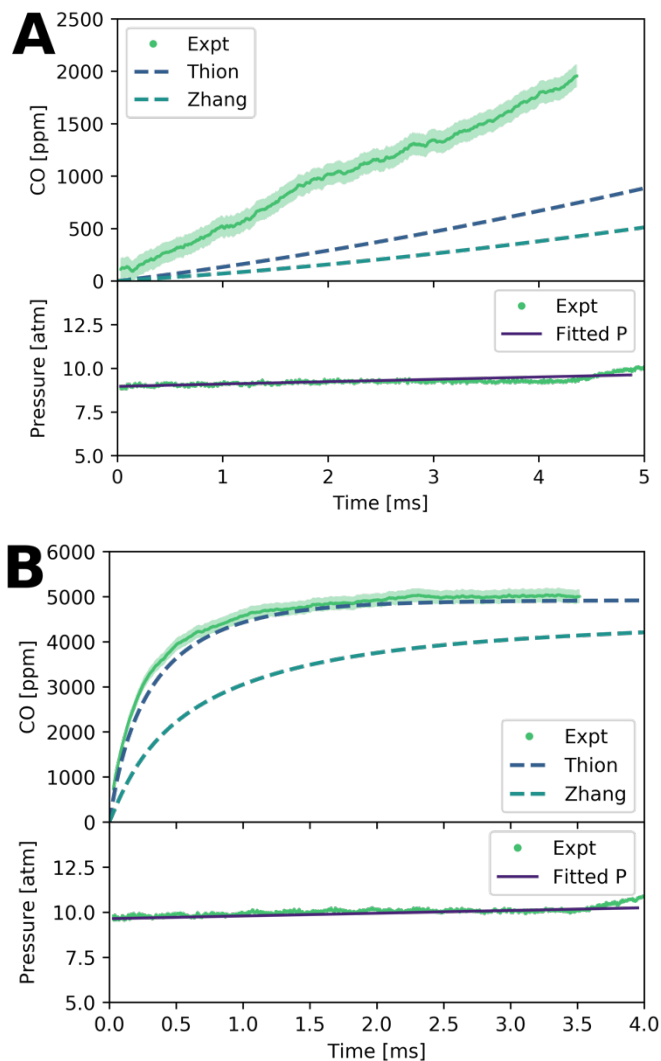 A
Expt
Thion
Zhang
CO [ppm]
2500
2000
1500
1000
500
0
Expt
Fitted P
Pressure [atm]
12.5
10.0
7.5
5.0
0 1 2 3 4 5
Time [ms]
B
CO [ppm]
6000
5000
4000
3000
2000
1000
0
Expt
Thion
Zhang
Expt
Fitted P
Pressure [atm]
12.5
10.0
7.5
5.0
0.0 0.5 1.0 1.5 2.0 2.5 3.0 3.5 4.0
Time [ms]